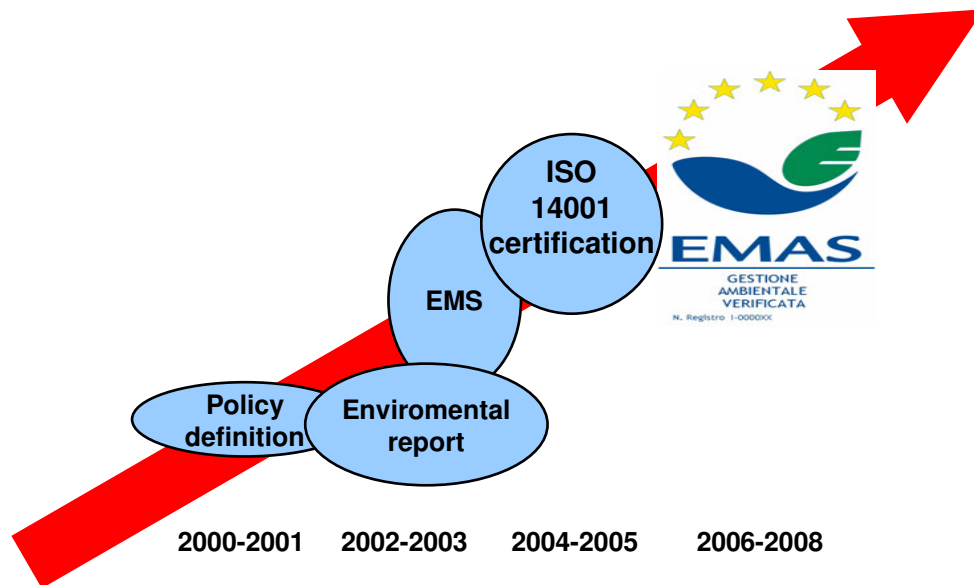 ISO
14001
certification
EMS
Policy
definition
Enviromental
report
EMAS
GESTIONE
AMBIENTALE
VERIFICATA
N. Registro I-0000XX
2000-2001 2002-2003 2004-2005 2006-2008